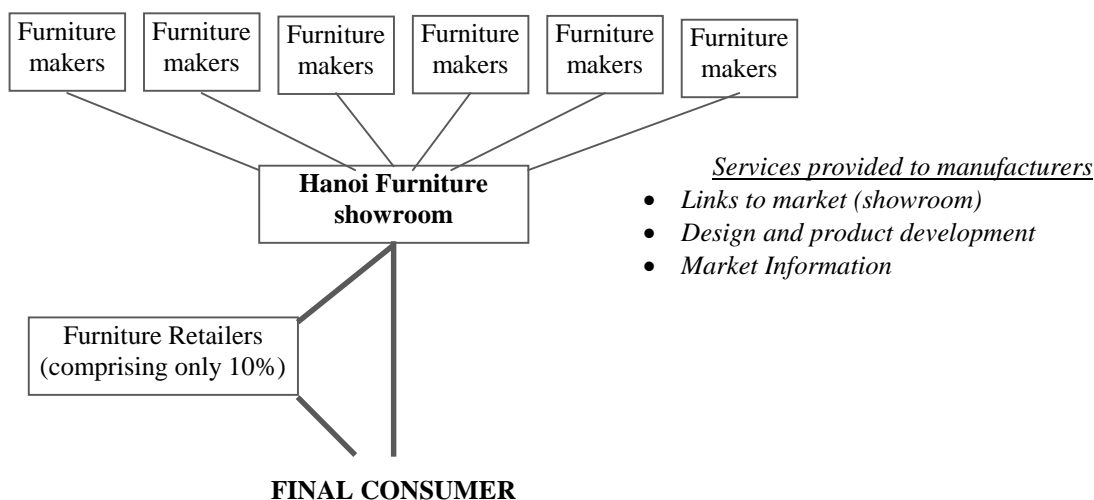 Furniture
makers
Furniture
makers
Furniture
makers
Furniture
makers
Furniture
makers
Furniture
makers
Hanoi Furniture
showroom
Services provided to manufacturers
• Links to market (showroom)
• Design and product development
• Market Information
Furniture Retailers
(comprising only 10%)
FINAL CONSUMER